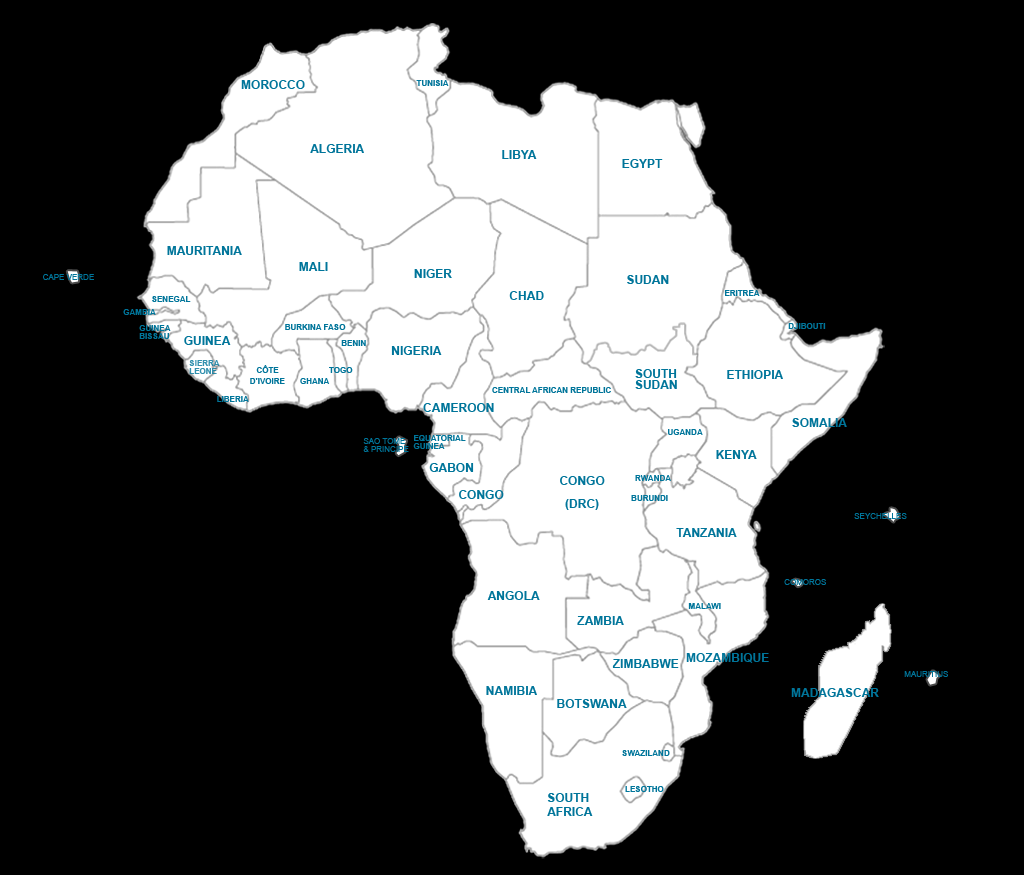 TUNISIA
MOROCCO
ALGERIA
LIBYA
EGYPT
MAURITANIA
MALI
NIGER
CAPE VERDE
SUDAN
CHAD
ERITREA
SENEGAL
GAMBIA
GUINEA
BISSAU
BURKINA FASO
DJIBOUTI
GUINEA
BENIN
NIGERIA
SIERRA
LEONE
CÔTE
D'IVOIRE
TOGO
GHANA
SOUTH
SUDAN
ETHIOPIA
CENTRAL AFRICAN REPUBLIC
LIBERIA
CAMEROON
SOMALIA
UGANDA
SAO TOME
& PRINCIPE
EQUATORIAL
GUINEA
KENYA
GABON
RWANDA
CONGO
(DRC)
CONGO
BURUNDI
SEYCHELLES
TANZANIA
COMOROS
ANGOLA
MALAWI
ZAMBIA
MOZAMBIQUE
ZIMBABWE
MAURITIUS
NAMIBIA
MADAGASCAR
BOTSWANA
SWAZILAND
LESOTHO
SOUTH
AFRICA